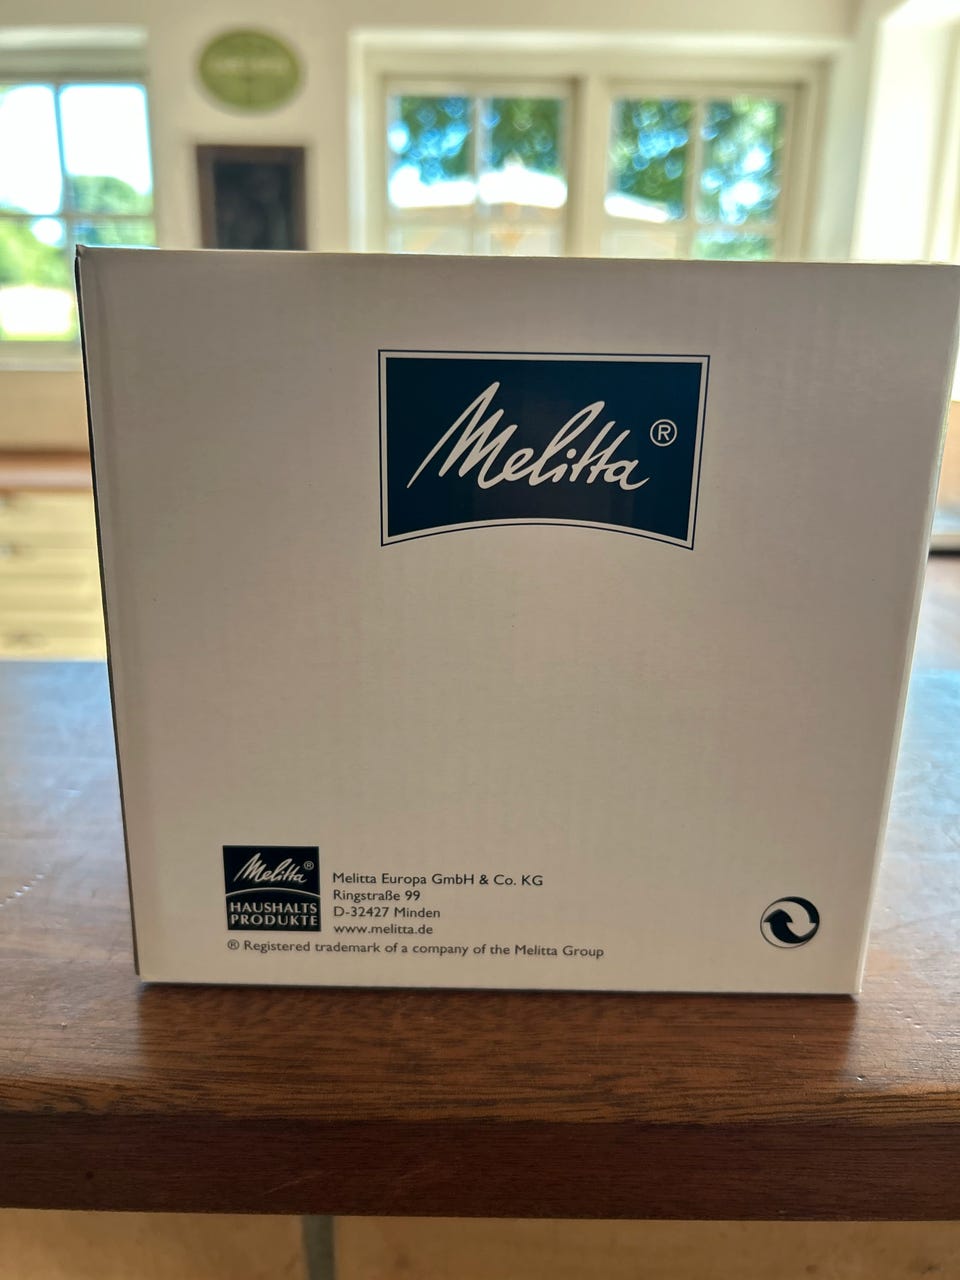 Melitta®
Melitta®
HAUSHALTS
PRODUKTE
Melitta Europa GmbH & Co. KG
Ringstraße 99
D-32427 Minden
www.melitta.de
® Registered trademark of a company of the Melitta Group